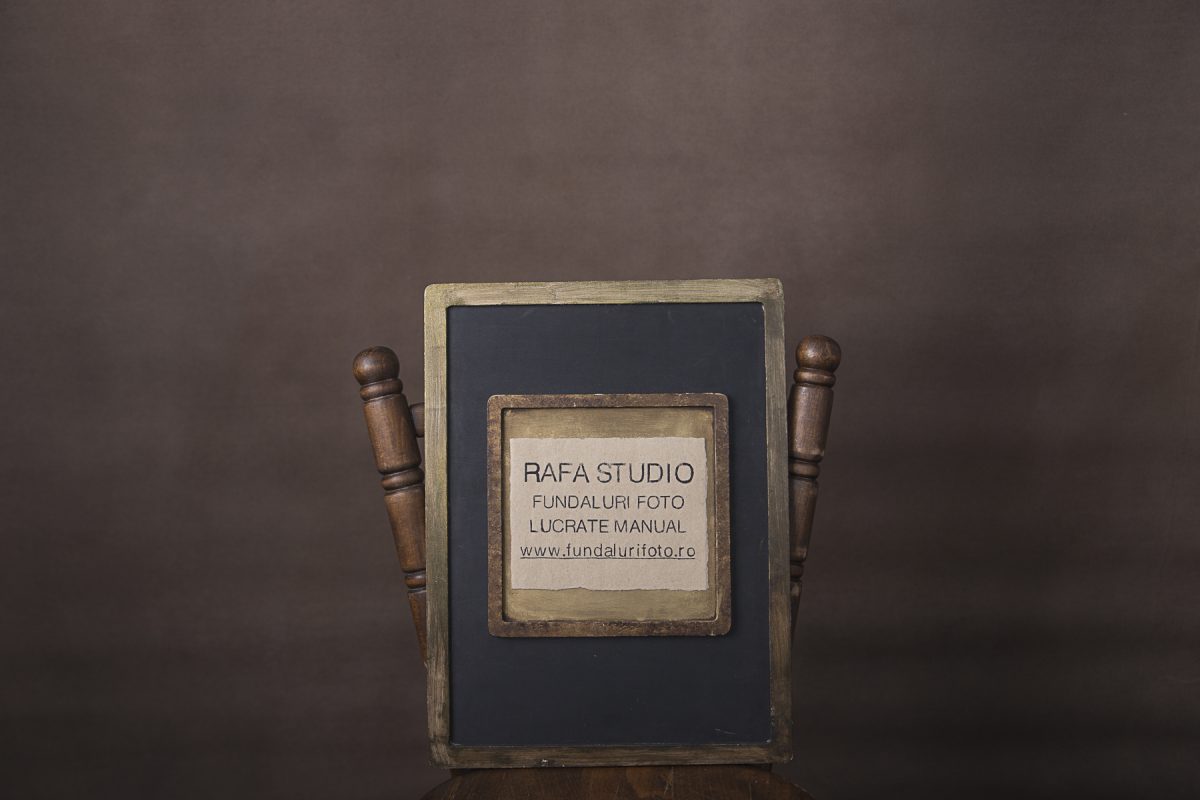 RAFA STUDIO
FUNDALURI FOTO
LUCRATE MANUAL
www.fundalurifoto.ro